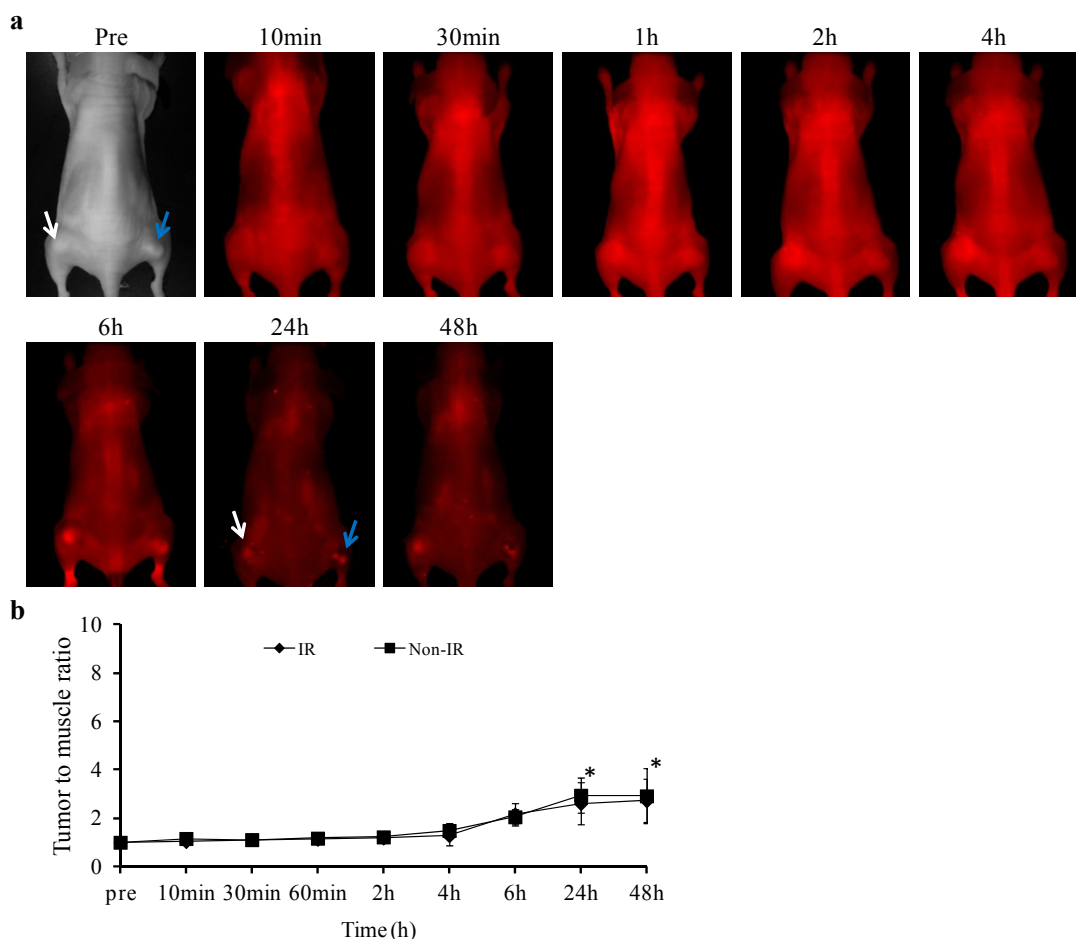 a
Pre 10min 30min 1h 2h 4h
6h 24h 48h
b
10
8
6
4
2
0
Tumor to muscle ratio
IR Non-IR
* *
pre 10min 30min 60min 2h 4h 6h 24h 48h
Time (h)